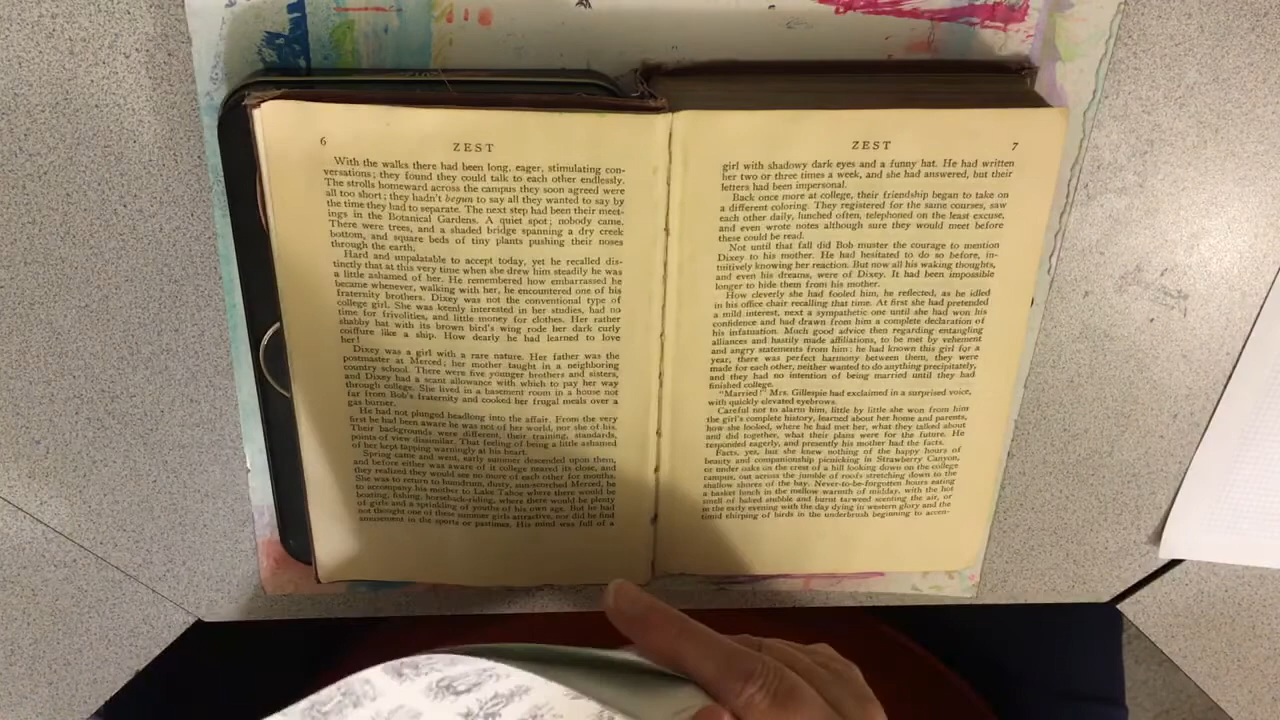 6
ZEST
With the walks there had been long, eager, stimulating con-
versations; they found they could talk to each other endlessly.
The strolls homeward across the campus they soon agreed were
all too short; they hadn't begun to say all they wanted to say by
the time they had to separate. The next step had been their meet-
ings in the Botanical Gardens. A quiet spot; nobody came.
There were trees, and a shaded bridge spanning a dry creek
bottom, and square beds of tiny plants pushing their noses
through the earth.
Hard and unpalatable to accept today, yet he recalled dis-
tinctly that at this very time when she drew him steadily he was
a little ashamed of her. He remembered how embarrassed he
became whenever, walking with her, he encountered one of his
fraternity brothers. Dixey was not the conventional type of
college girl. She was keenly interested in her studies, had no
time for frivolities, and little money for clothes. Her rather
shabby hat with its brown bird's wing rode her dark curly
coiffure like a ship. How dearly he had learned to love
her!
Dixey was a girl with a rare nature. Her father was the
postmaster at Merced; her mother taught in a neighboring
country school. There were five younger brothers and sisters,
and Dixey had a scant allowance with which to pay her way
through college. She lived in a basement room in a house not
far from Bob's fraternity and cooked her frugal meals over a
gas burner.
He had not plunged headlong into the affair. From the very
first he had been aware he was not of his world, nor she of his.
Their backgrounds were different, their training, standards,
points of view dissimilar. That feeling of being a little ashamed
of her kept tapping warningly at his heart.
Spring came and went, early summer descended upon them,
and before either was aware of it college neared its close, and
they realized they would see no more of each other for months.
She was to return to humdrum, dusty, sun-scorched Merced, he
to accompany his mother to Lake Tahoe where there would be
boating, fishing, horseback-riding, where there would be plenty
of girls and a sprinkling of youths of his own age. But he had
not thought one of these summer girls attractive, nor did he find
amusement in the sports or pastimes. His mind was full of a
ZEST
7
girl with shadowy dark eyes and a funny hat. He had written
her two or three times a week, and she had answered, but their
letters had been impersonal.
Back once more at college, their friendship began to take on
a different coloring. They registered for the same courses, saw
each other daily, lunched often, telephoned on the least excuse,
and even wrote notes although sure they would meet before
these could be read.
Not until that fall did Bob muster the courage to mention
Dixey to his mother. He had hesitated to do so before, in-
tuitively knowing her reaction. But now all his waking thoughts,
and even his dreams, were of Dixey. It had been impossible
longer to hide them from his mother.
How cleverly she had fooled him, he reflected, as he idled
in his office chair recalling that time. At first she had pretended
a mild interest, next a sympathetic one until she had won his
confidence and had drawn from him a complete declaration of
his infatuation. Much good advice then regarding entangling
alliances and hastily made affiliations, to be met by vehement
and angry statements from him; he had known this girl for a
year, there was perfect harmony between them, they were
made for each other, neither wanted to do anything precipitately,
and they had no intention of being married until they had
finished college.
"Married!" Mrs. Gillespie had exclaimed in a surprised voice,
with quickly elevated eyebrows.
Careful not to alarm him, little by little she won from him
the girl's complete history, learned about her home and parents,
how she looked, where he had met her, what they talked about
and did together, what their plans were for the future. He
responded eagerly, and presently his mother had the facts.
Facts, yes, but she knew nothing of the happy hours of
beauty and companionship picnicking in Strawberry Canyon,
or under oaks on the crest of a hill looking down on the college
campus, out across the jumble of roofs stretching down to the
shallow shores of the bay. Never-to-be-forgotten hours eating
a basket lunch in the mellow warmth of midday, with the hot
smell of baked stubble and burnt tarweed scenting the air, or
in the early evening with the day dying in western glory and the
timid chirping of birds in the underbrush beginning to accen-